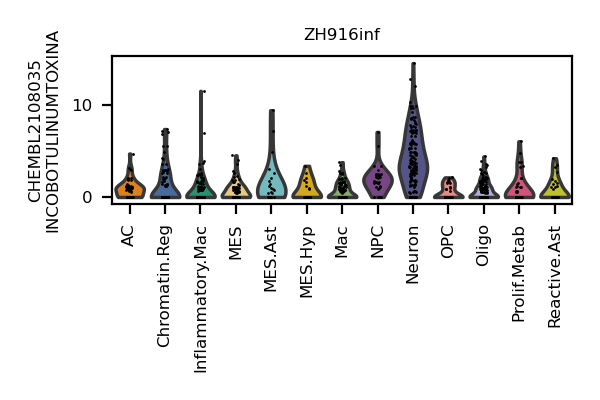 ZH916inf
CHEMBL2108035
INCOBOTULINUMTOXINA
10
0
AC
Chromatin.Reg
Inflammatory.Mac
MES
MES.Ast
MES.Hyp
Mac
NPC
Neuron
OPC
Oligo
Prolif.Metab
Reactive.Ast